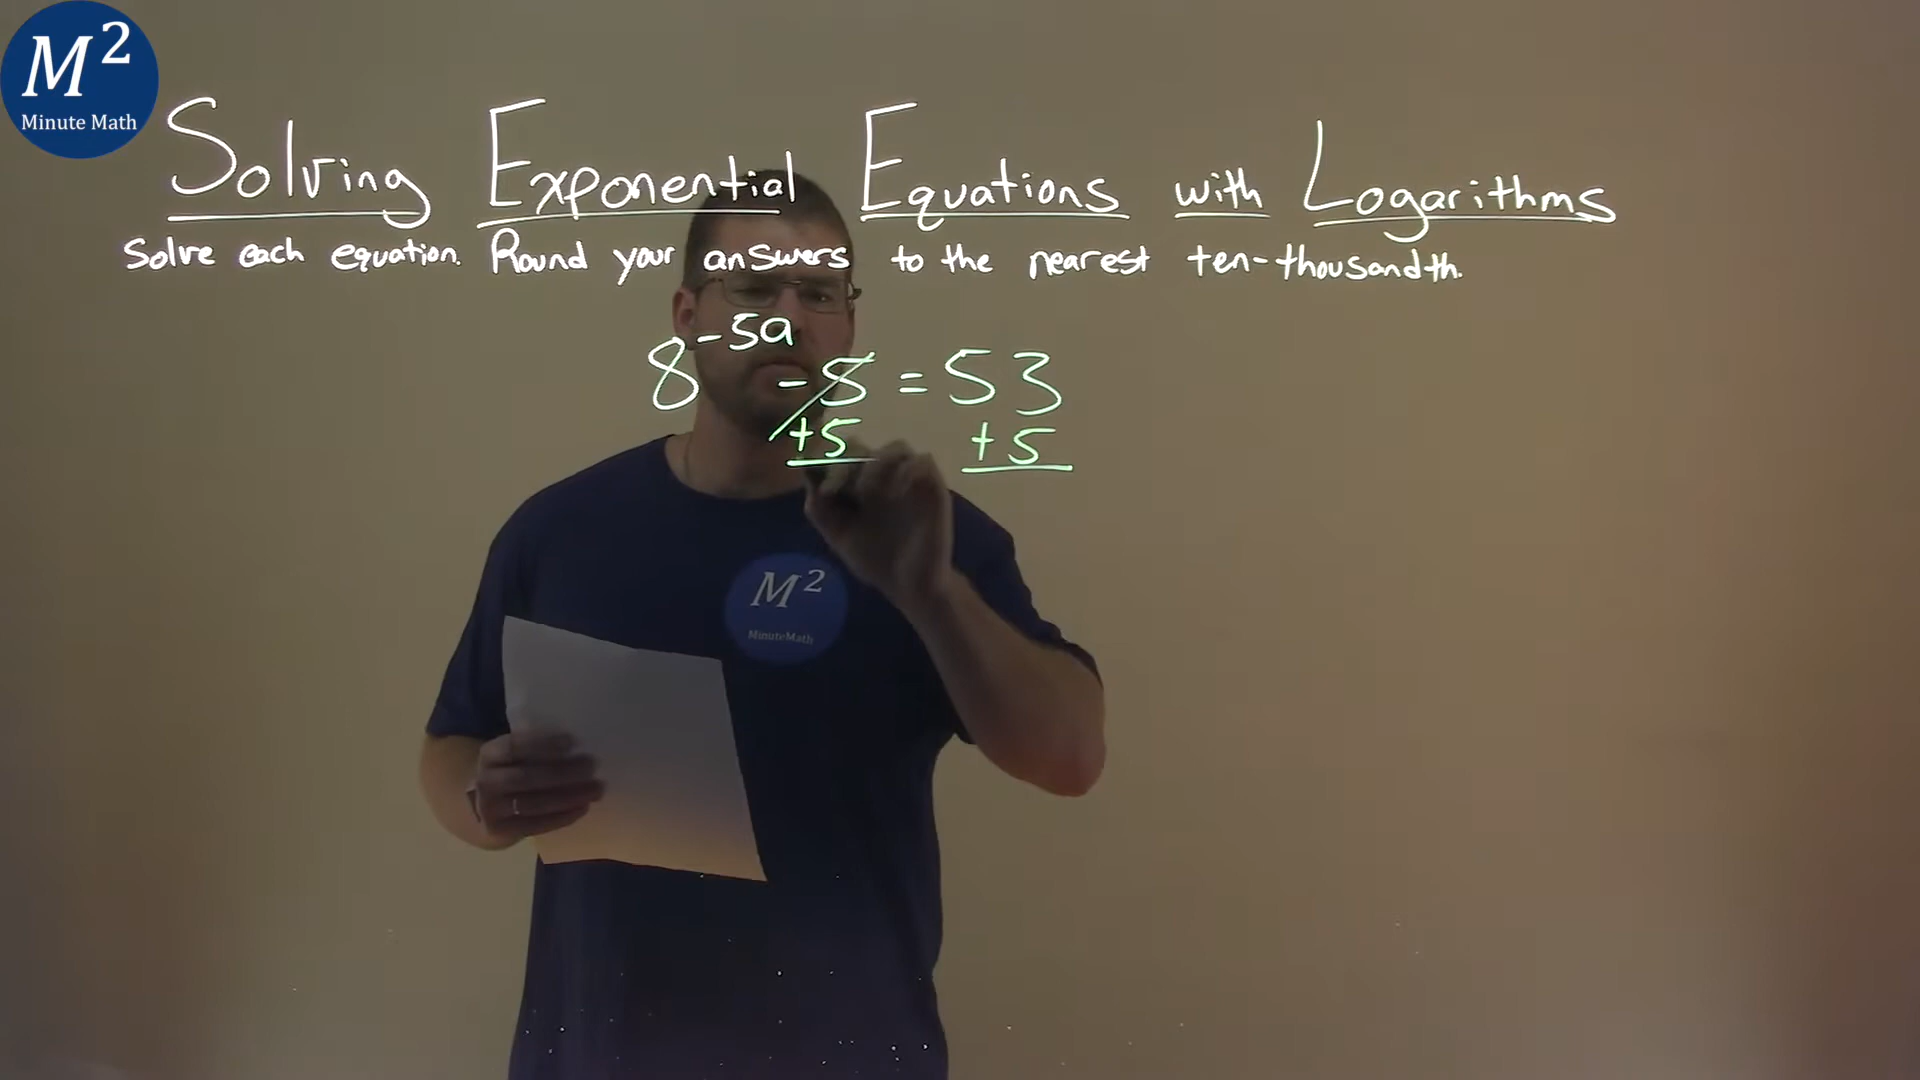 M²
Minute Math
Solving Exponential Equations with Logarithms
Solve each equation. Round your answers to the nearest ten-thousandth.
8^-5a - 5 = 53
+5 +5
M²
MinuteMath